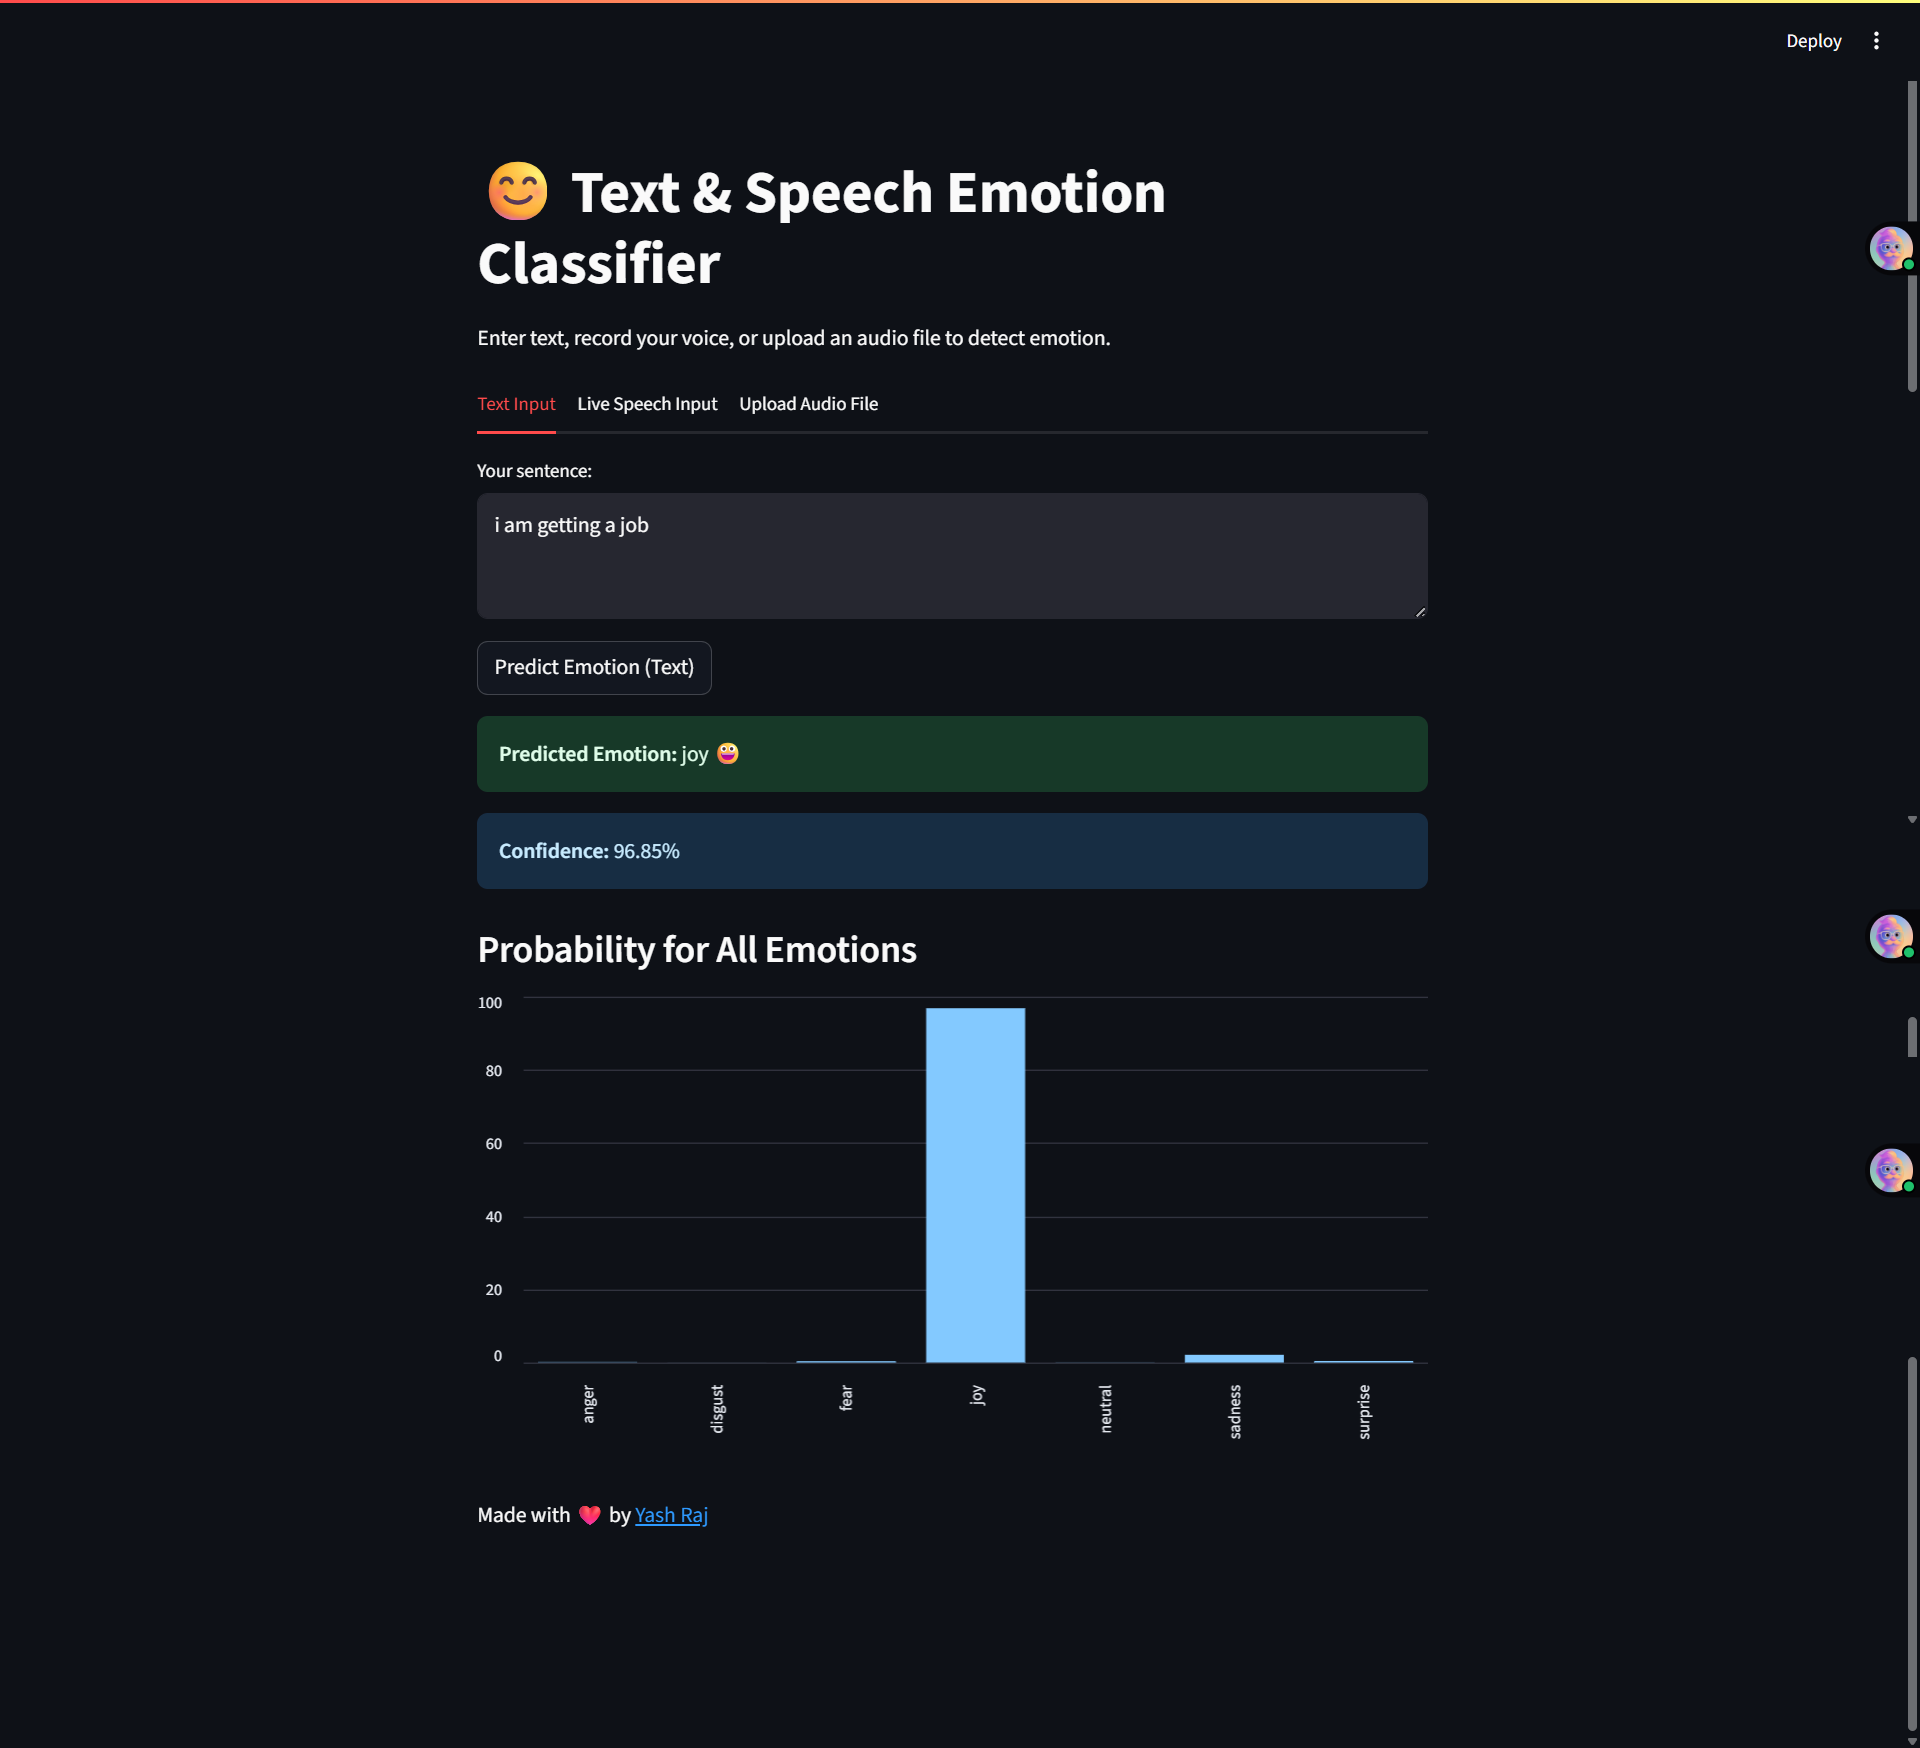 Deploy
Text & Speech Emotion
Classifier
Enter text, record your voice, or upload an audio file to detect emotion.
Text Input Live Speech Input Upload Audio File
Your sentence:
i am getting a job
Predict Emotion (Text)
Predicted Emotion: joy 😀
Confidence: 96.85%
Probability for All Emotions
100
80
60
40
20
0
anger disgust fear joy neutral sadness surprise
Made with ❤️ by Yash Raj